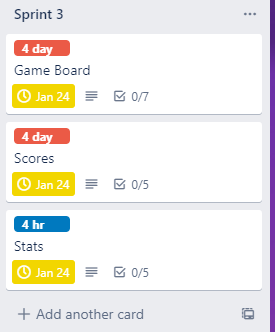 Sprint 3
4 day
Game Board
Jan 24 0/7
4 day
Scores
Jan 24 0/5
4 hr
Stats
Jan 24 0/5
Add another card